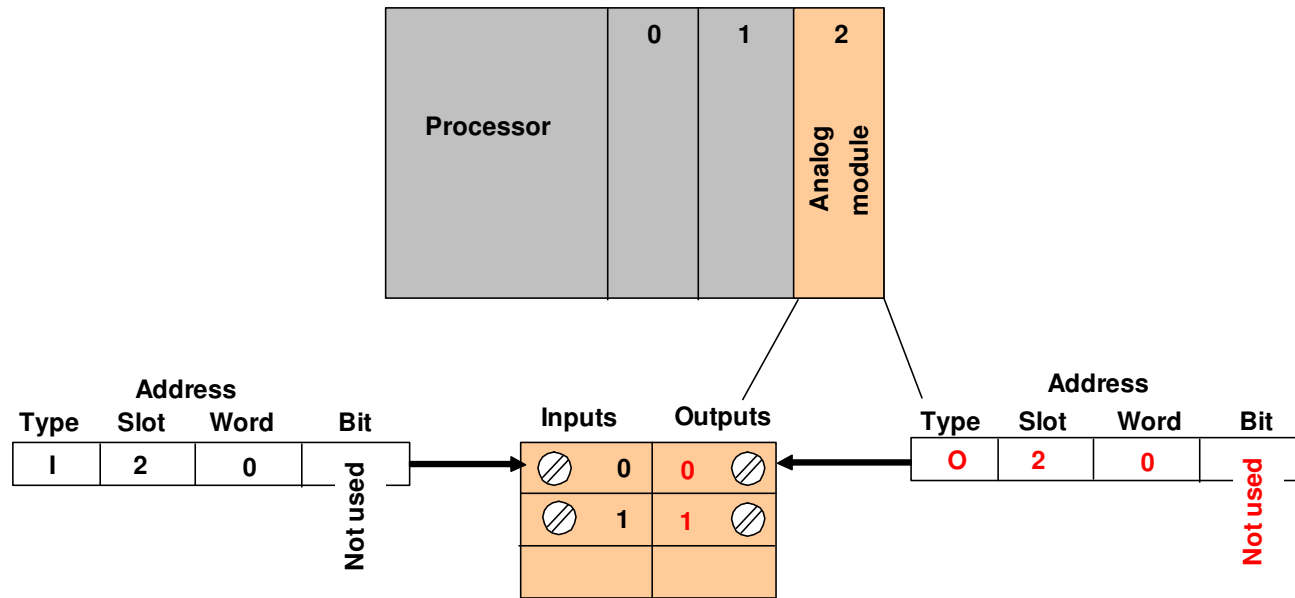 0 1 2
Processor
Analog
module
Address
Type Slot Word Bit
I 2 0 Not used
Inputs Outputs
0 0
1 1
Address
Type Slot Word Bit
O 2 0 Not used